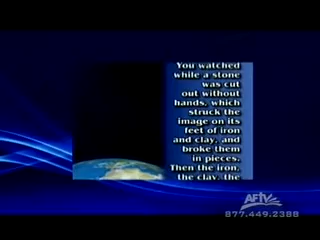 You watched
while a stone
was cut
out without
hands, which
struck the
image on its
feet of iron
and clay, and
broke them
in pieces.
Then the iron,
the clay, the
AFTV
877.449.2388